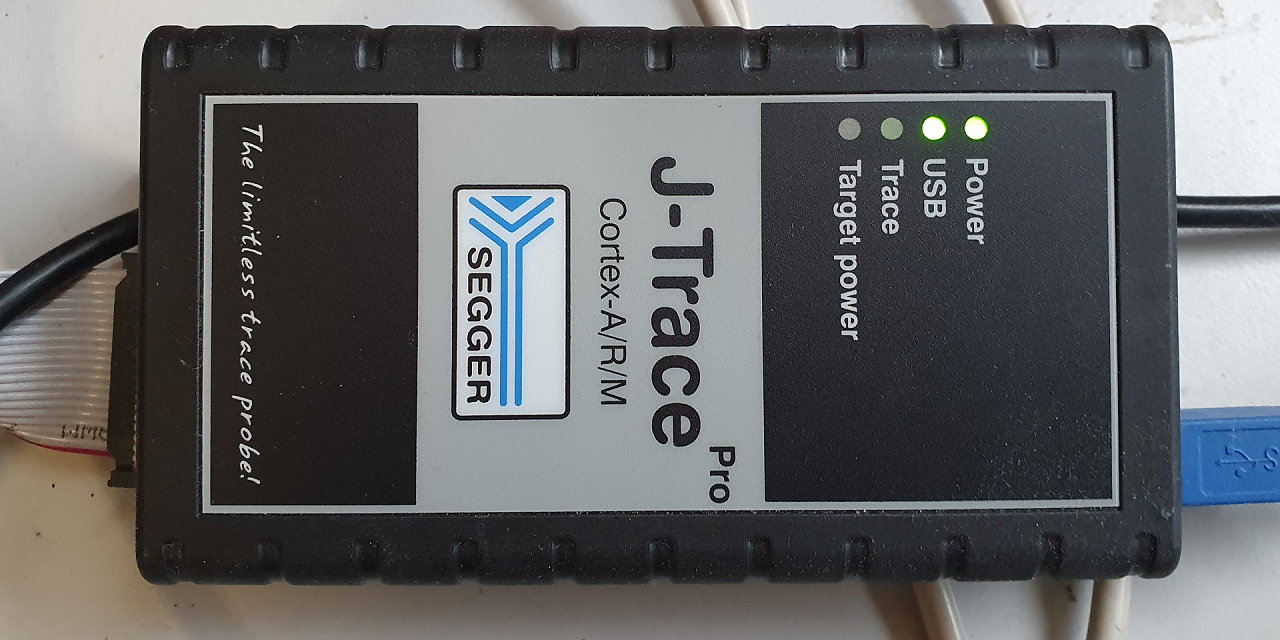 Power
USB
Trace
Target power
J-Trace Pro
Cortex-A/R/M
SEGGER
The limitless trace probe!